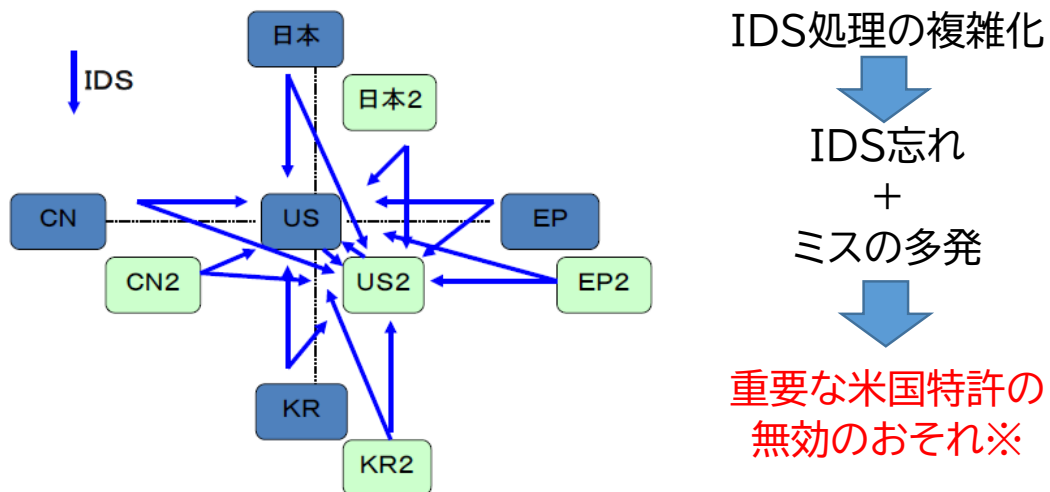 日本
IDS
日本2
CN
US
EP
CN2
US2
EP2
KR
KR2
IDS処理の複雑化
IDS忘れ
+
ミスの多発
重要な米国特許の
無効のおそれ※